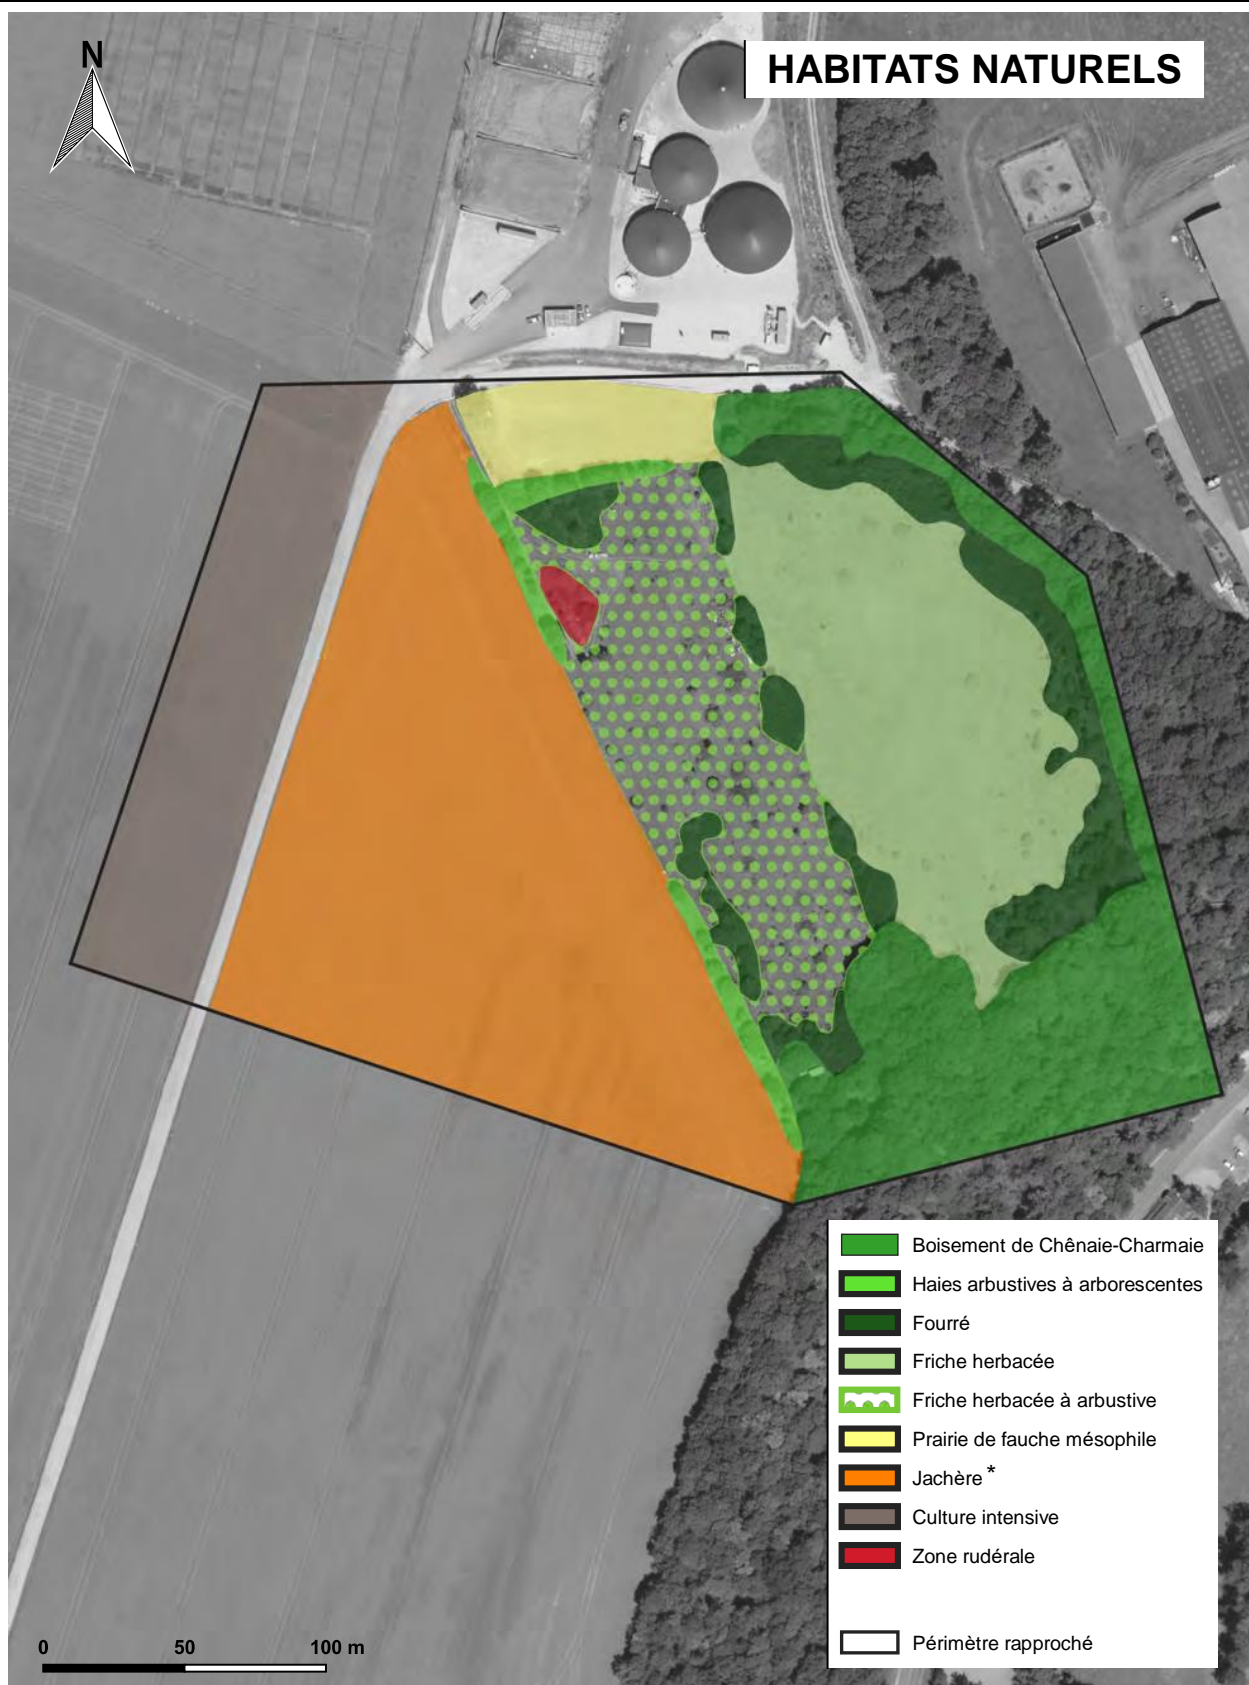 N
HABITATS NATURELS
Boisement de Chênaie-Charmaie
Haies arbustives à arborescentes
Fourré
Friche herbacée
Friche herbacée à arbustive
Prairie de fauche mésophile
Jachère *
Culture intensive
Zone rudérale
Périmètre rapproché
0 50 100 m